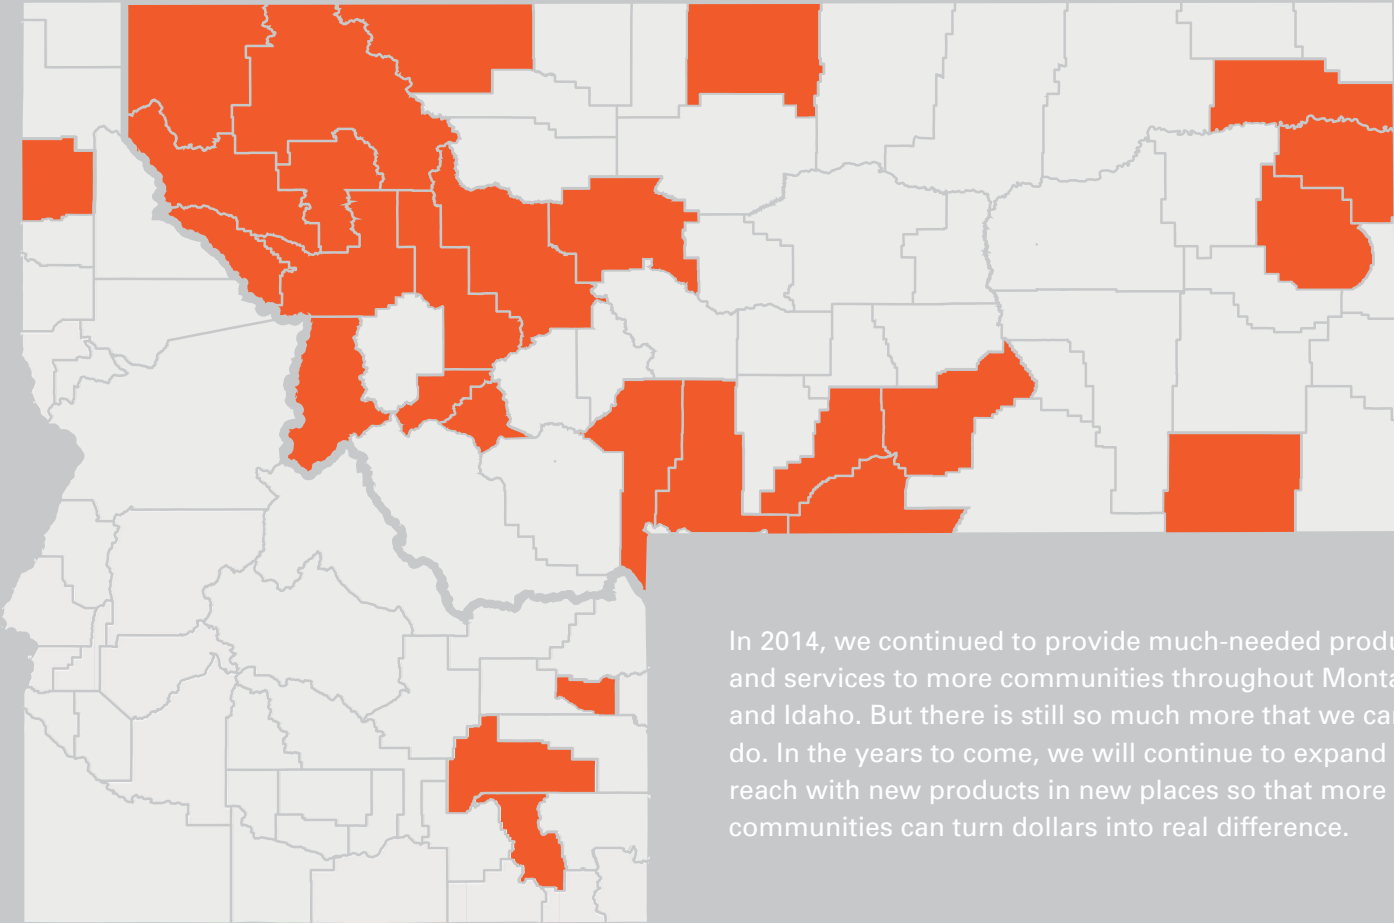 In 2014, we continued to provide much-needed produ
and services to more communities throughout Monta
and Idaho. But there is still so much more that we ca
do. In the years to come, we will continue to expand
reach with new products in new places so that more
communities can turn dollars into real difference.